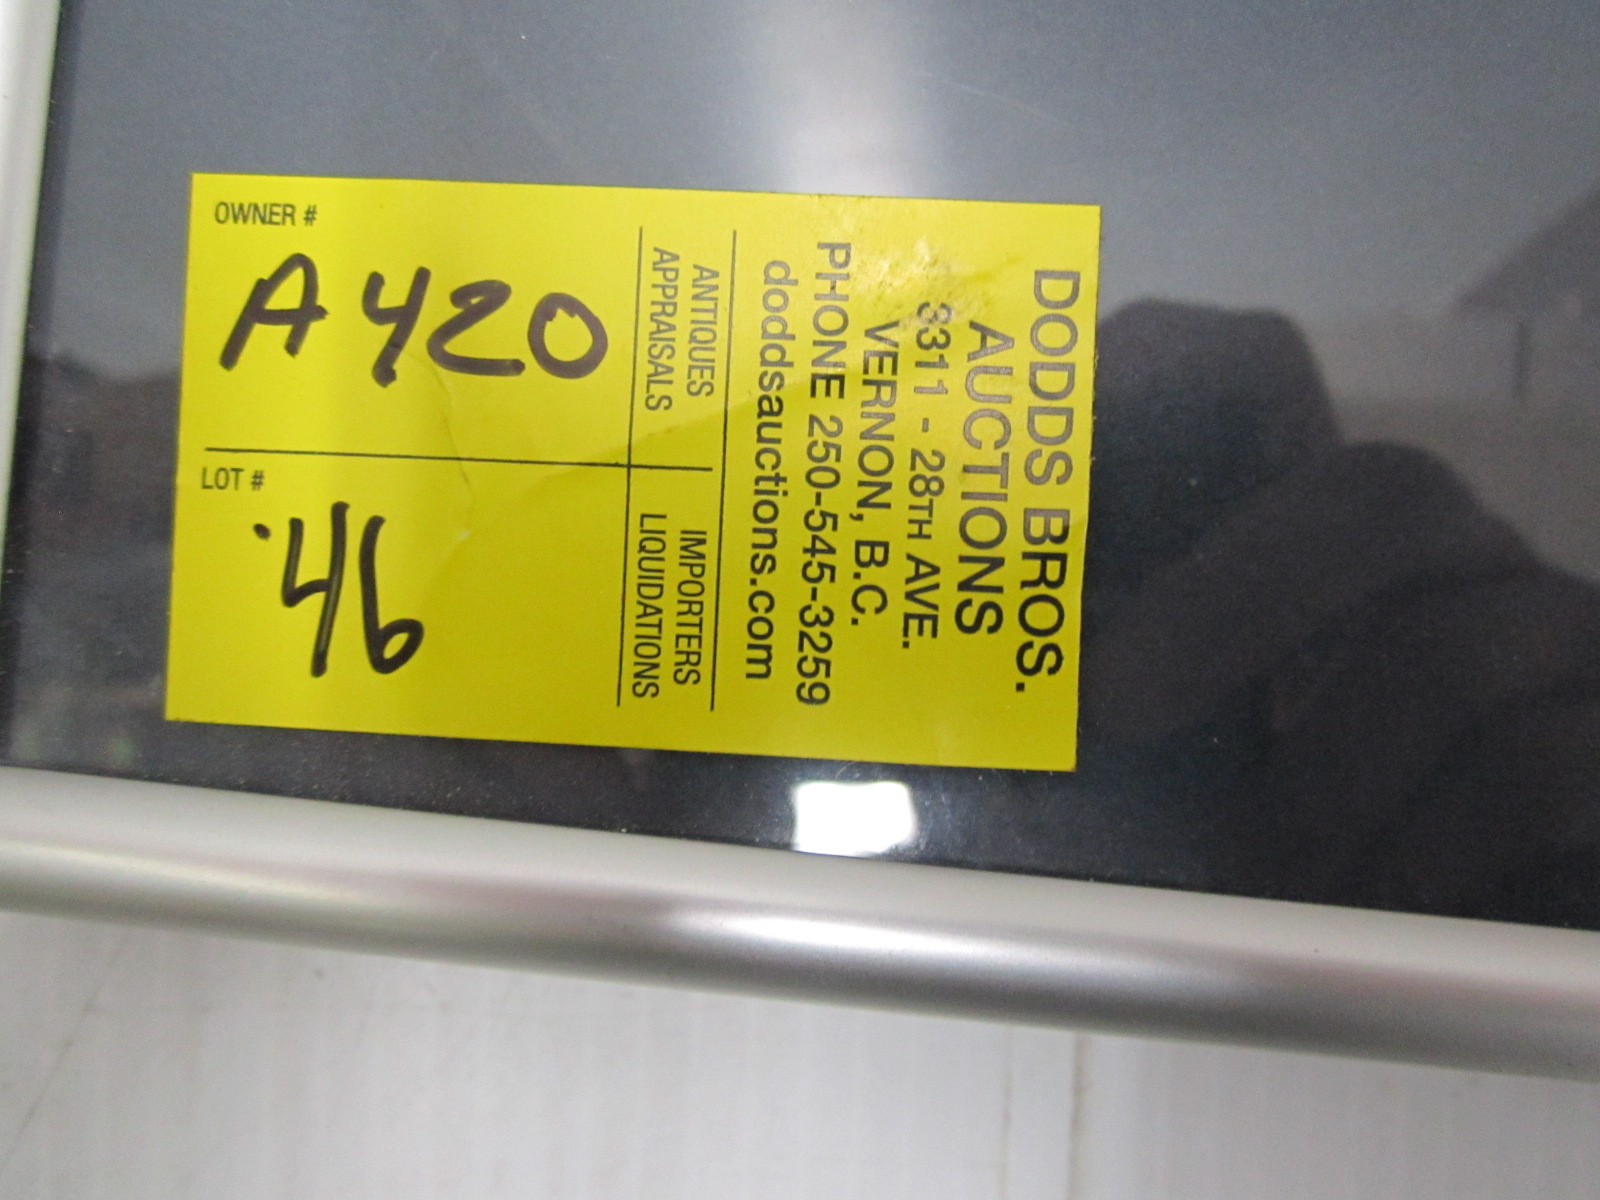 DODDS BROS.
AUCTIONS
3311 - 28TH AVE.
VERNON, B.C.
PHONE 250-545-3259
doddsauctions.com
ANTIQUES
APPRAISALS
IMPORTERS
LIQUIDATIONS
OWNER #
A420
LOT #
46